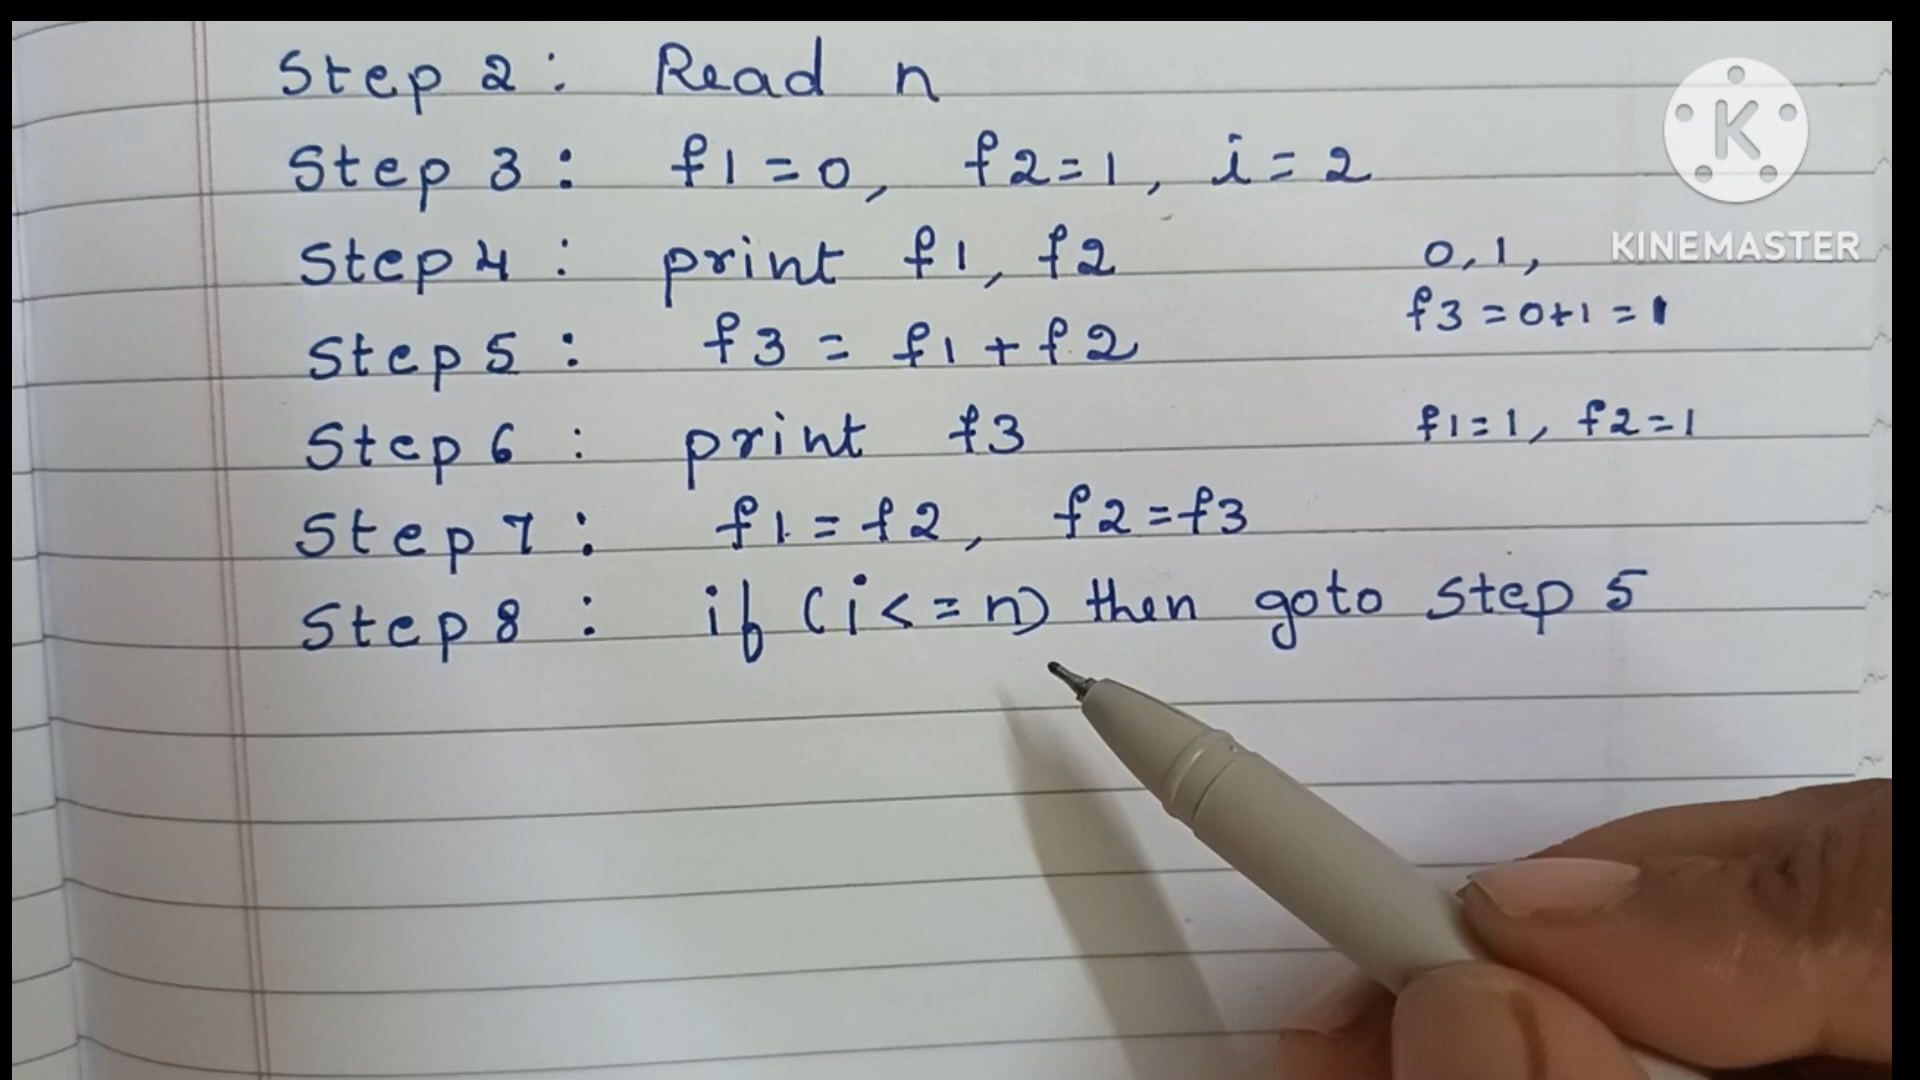 Step 2 : Read n
Step 3 : f1 = 0, f2 = 1, i = 2
Step 4 : print f1, f2
0, 1,
Step 5 : f3 = f1 + f2
f3 = 0+1 = 1
Step 6 : print f3
f1 = 1, f2 = 1
Step 7 : f1 = f2, f2 = f3
Step 8 : if (i <= n) then goto step 5
K
KINEMASTER